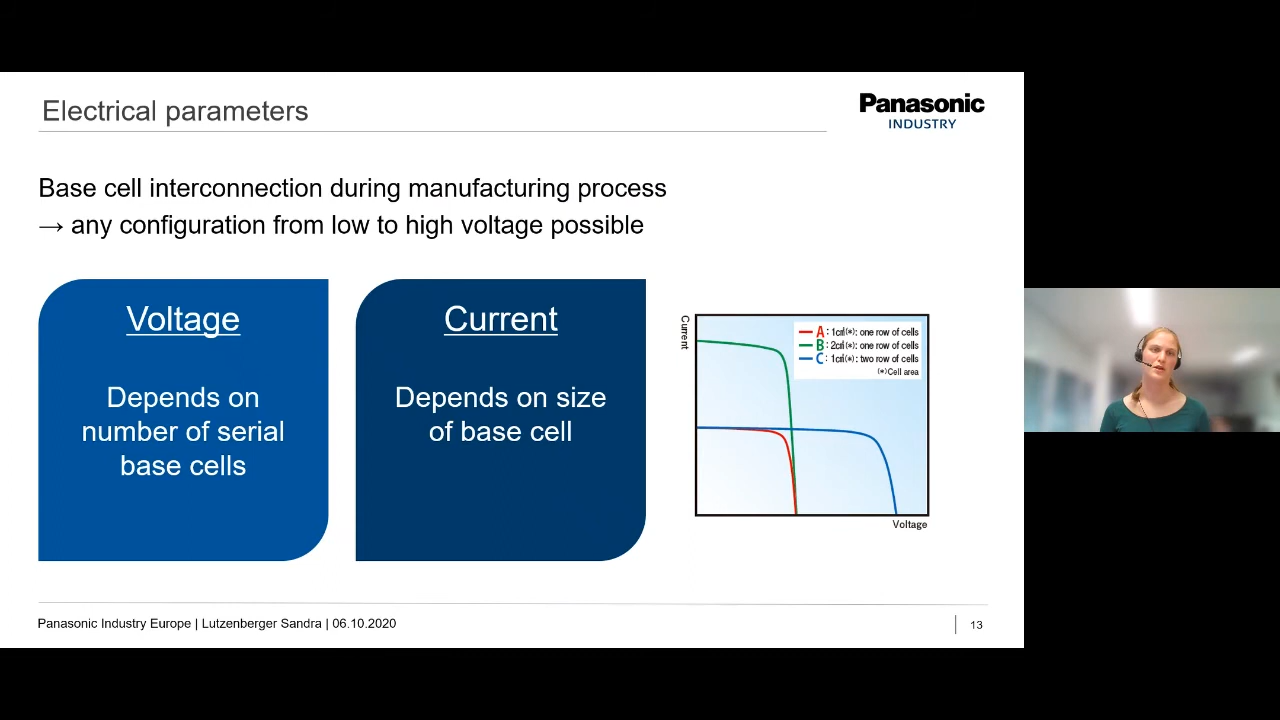 Electrical parameters
Panasonic
INDUSTRY
Base cell interconnection during manufacturing process
→ any configuration from low to high voltage possible
Voltage
Depends on
number of serial
base cells
Current
Depends on size
of base cell
Current
A : 1c㎡(*): one row of cells
B : 2c㎡(*): one row of cells
C : 1c㎡(*): two row of cells
(*)Cell area
Voltage
Panasonic Industry Europe | Lutzenberger Sandra | 06.10.2020
13